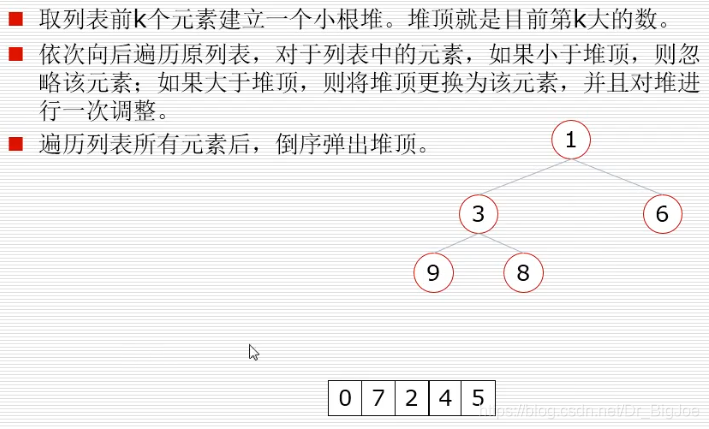 取列表前k个元素建立一个小根堆。堆顶就是目前第k大的数。
依次向后遍历原列表，对于列表中的元素，如果小于堆顶，则忽
略该元素；如果大于堆顶，则将堆顶更换为该元素，并且对堆进
行一次调整。
遍历列表所有元素后，倒序弹出堆顶。
1
3 6
9 8
0 7 2 4 5
https://blog.csdn.net/Dr_BigJoe